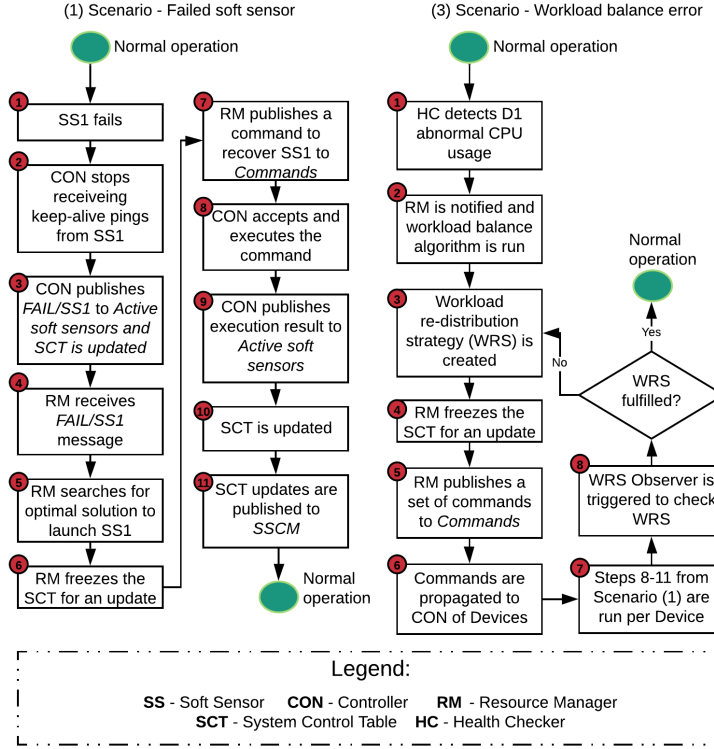 (1) Scenario - Failed soft sensor
Normal operation
1
SS1 fails
2
CON stops
receiveing
keep-alive pings
from SS1
3
CON publishes
FAIL/SS1 to Active
soft sensors and
SCT is updated
4
RM receives
FAIL/SS1
message
5
RM searches for
optimal solution to
launch SS1
6
RM freezes the
SCT for an update
7
RM publishes a
command to
recover SS1 to
Commands
8
CON accepts and
executes the
command
9
CON publishes
execution result to
Active soft
sensors
10
SCT is updated
11
SCT updates are
published to
SSCM
Normal
operation
(3) Scenario - Workload balance error
Normal operation
1
HC detects D1
abnormal CPU
usage
2
RM is notified and
workload balance
algorithm is run
3
Workload
re-distribution
strategy (WRS) is
created
4
RM freezes the
SCT for an update
5
RM publishes a
set of commands
to Commands
6
Commands are
propagated to
CON of Devices
7
Steps 8-11 from
Scenario (1) are
run per Device
8
WRS Observer is
triggered to check
WRS
WRS
fulfilled?
No
Yes
Normal
operation
Legend:
SS - Soft Sensor CON - Controller RM - Resource Manager
SCT - System Control Table HC - Health Checker